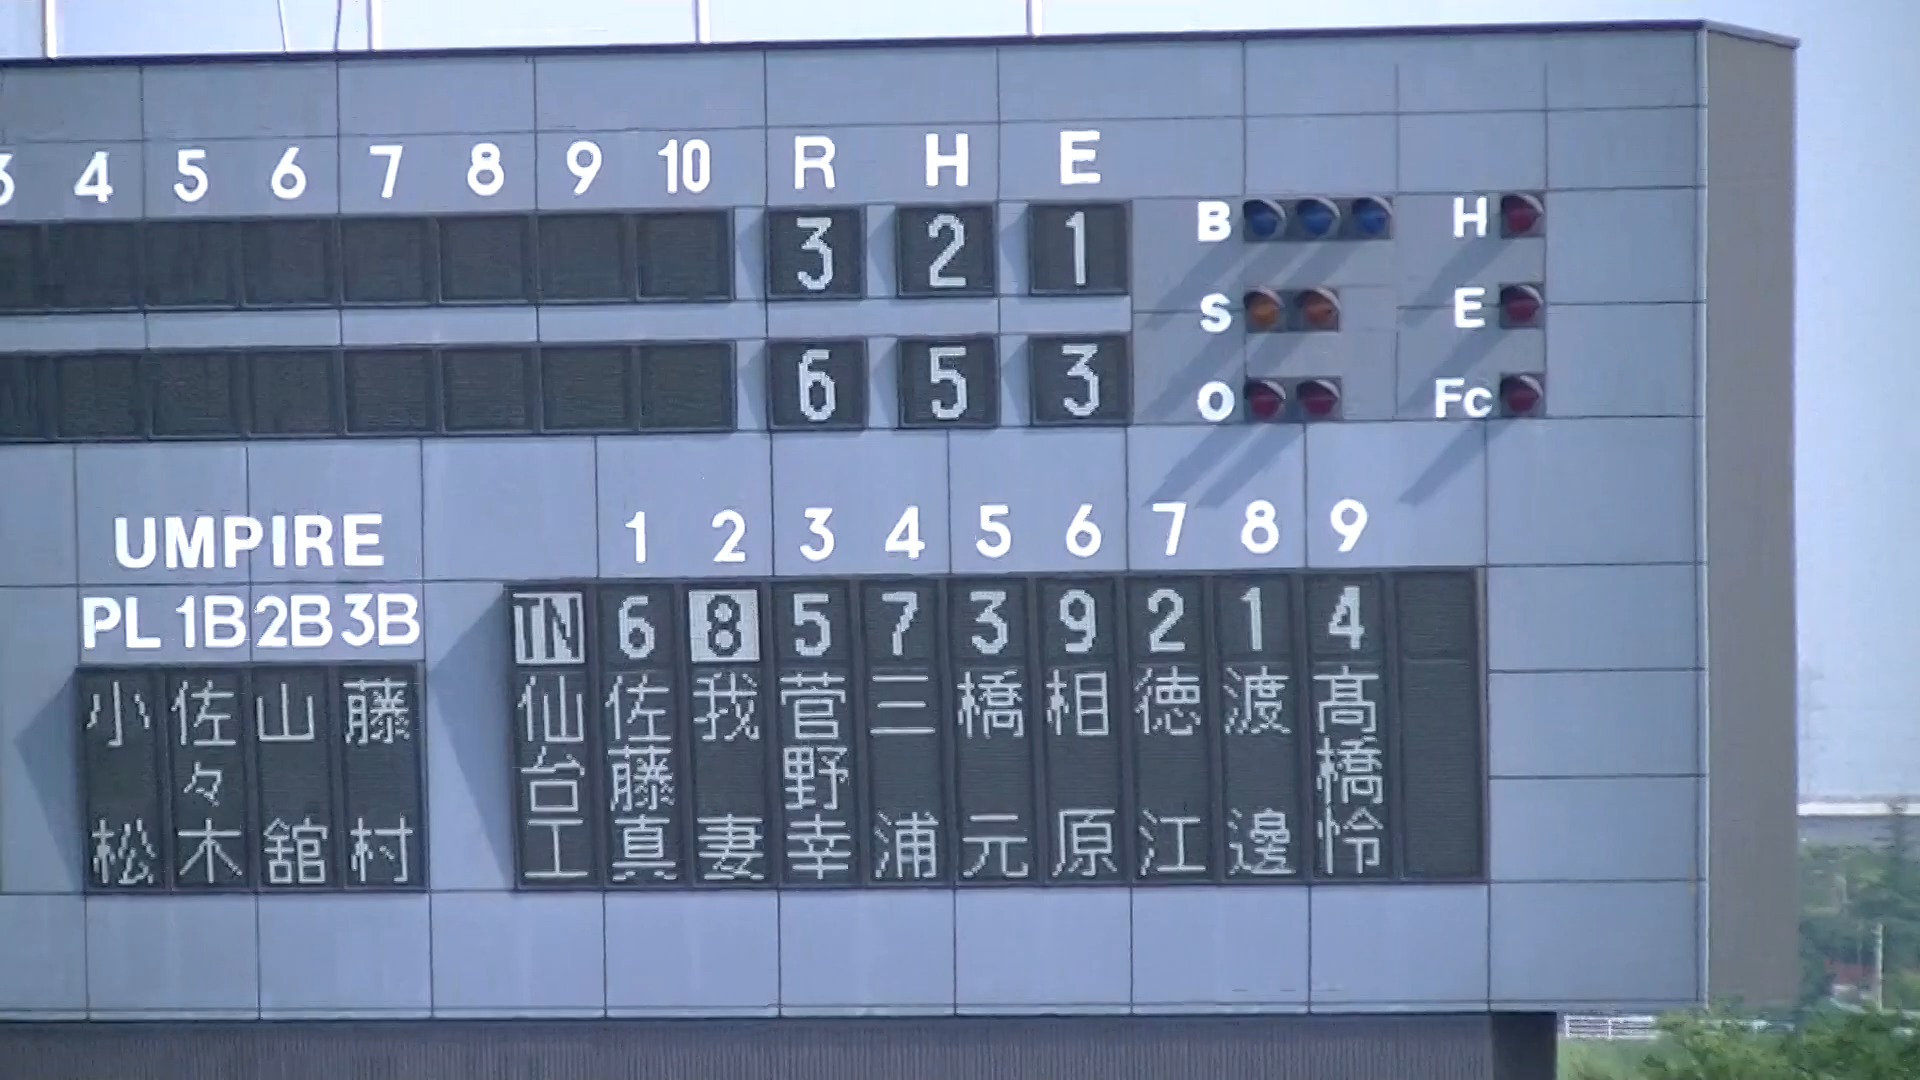 4 5 6 7 8 9 10 R H E
3 2 1 B H
S E
6 5 3 O Fc
UMPIRE
PL 1B 2B 3B
小松
佐々木
山舘
藤村
1 2 3 4 5 6 7 8 9
IN 6 8 5 7 3 9 2 1 4
仙台工
佐藤真
我妻
菅野幸
三浦
橋元
相原
徳江
渡邊
髙橋怜